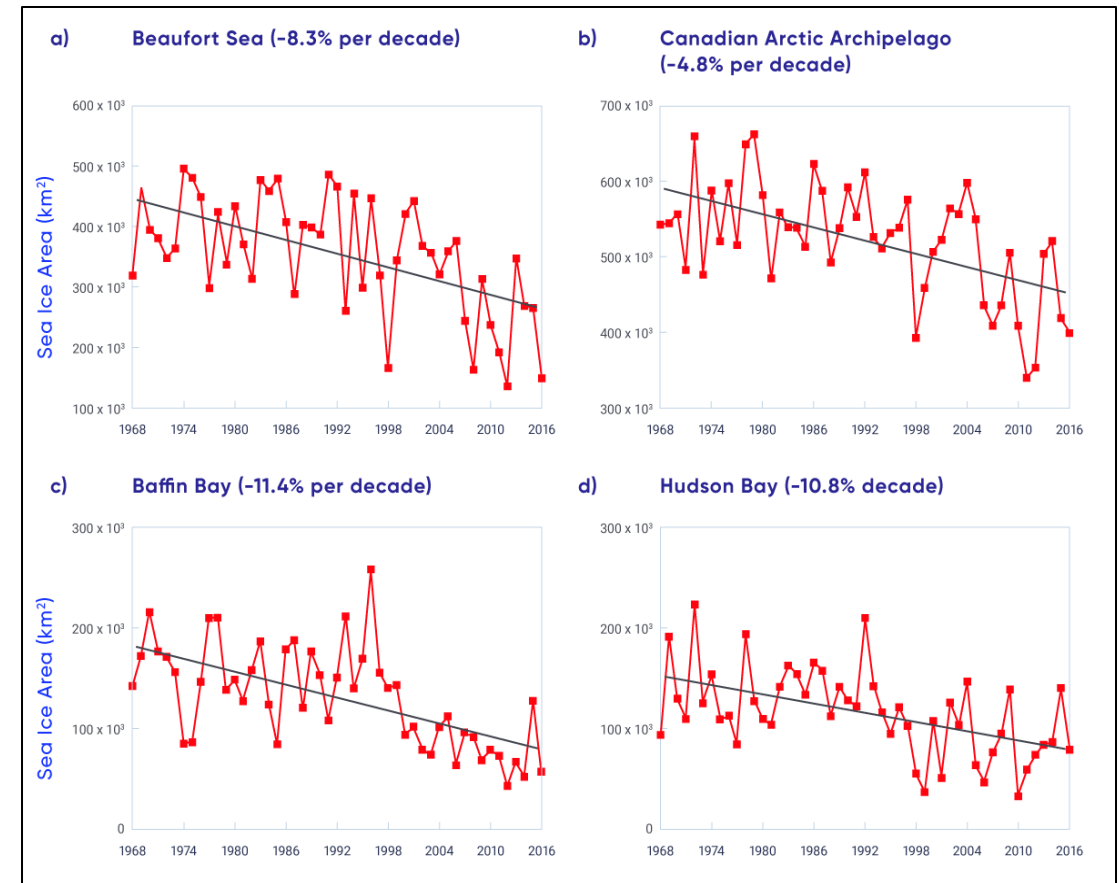 a) Beaufort Sea (-8.3% per decade)
600 x 10³
500 x 10³
400 x 10³
300 x 10³
200 x 10³
100 x 10³
Sea Ice Area (km²)
1968 1974 1980 1986 1992 1998 2004 2010 2016
b) Canadian Arctic Archipelago
(-4.8% per decade)
700 x 10³
600 x 10³
500 x 10³
400 x 10³
300 x 10³
1968 1974 1980 1986 1992 1998 2004 2010 2016
c) Baffin Bay (-11.4% per decade)
300 x 10³
200 x 10³
100 x 10³
0
Sea Ice Area (km²)
1968 1974 1980 1986 1992 1998 2004 2010 2016
d) Hudson Bay (-10.8% decade)
300 x 10³
200 x 10³
100 x 10³
0
1968 1974 1980 1986 1992 1998 2004 2010 2016